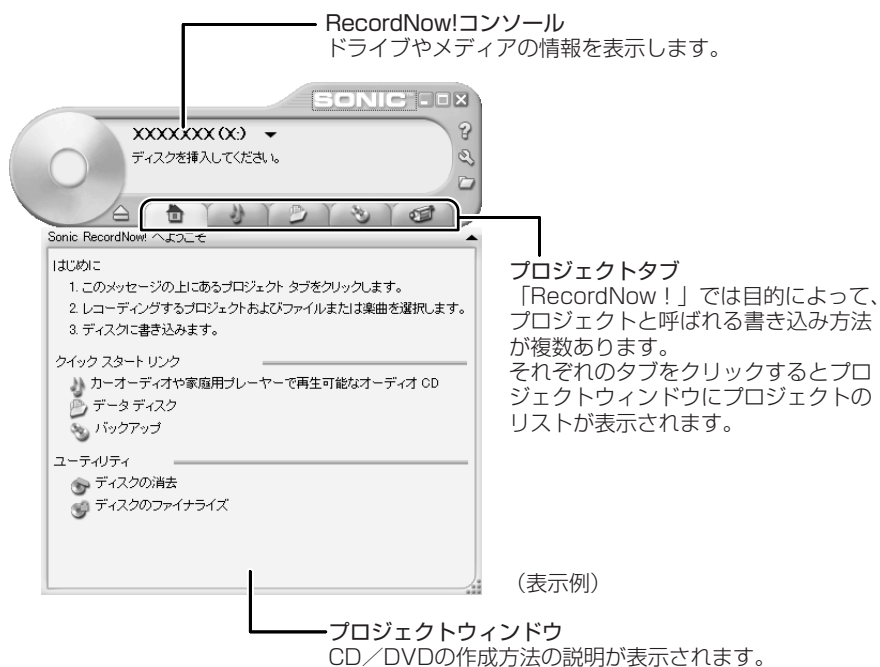 RecordNow!コンソール
ドライブやメディアの情報を表示します。
SONIC
XXXXXXX (X:)
ディスクを挿入してください。
Sonic RecordNow! へようこそ
はじめに
1. このメッセージの上にあるプロジェクト タブをクリックします。
2. レコーディングするプロジェクトおよびファイルまたは楽曲を選択します。
3. ディスクに書き込みます。
クイック スタート リンク
カーオーディオや家庭用プレーヤーで再生可能なオーディオ CD
データ ディスク
バックアップ
ユーティリティ
ディスクの消去
ディスクのファイナライズ
プロジェクトタブ
「RecordNow！」では目的によって、
プロジェクトと呼ばれる書き込み方法
が複数あります。
それぞれのタブをクリックするとプロ
ジェクトウィンドウにプロジェクトの
リストが表示されます。
（表示例）
プロジェクトウィンドウ
CD／DVDの作成方法の説明が表示されます。